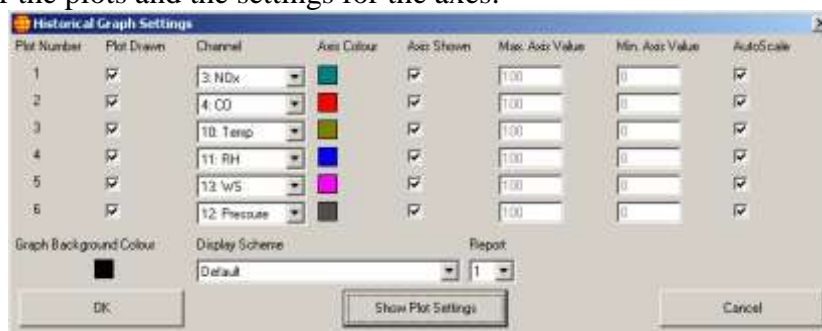 r the plots and the settings for the axes.
Historical Graph Settings
Plot Number Plot Drawn Channel Axis Colour Axis Shown Max. Axis Value Min. Axis Value AutoScale
1 3: NOx 100 0
2 4: CO 100 0
3 10: Temp 100 0
4 11: RH 100 0
5 13: WS 100 0
6 12: Pressure 100 0
Graph Background Colour Display Scheme Report
Default 1
OK Show Plot Settings Cancel